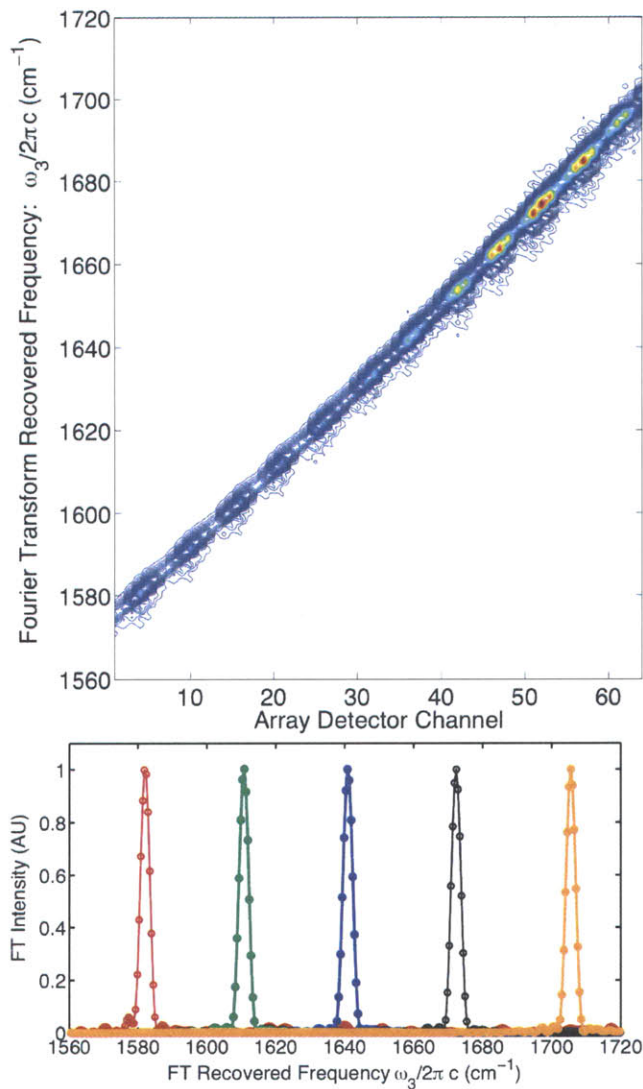 1720
1700
1680
1660
1640
1620
1600
1580
1560
Fourier Transform Recovered Frequency: ω₃/2πc (cm⁻¹)
10 20 30 40 50 60
Array Detector Channel
1
0.8
0.6
0.4
0.2
0
FT Intensity (AU)
1560 1580 1600 1620 1640 1660 1680 1700 1720
FT Recovered Frequency ω₃/2π c (cm⁻¹)